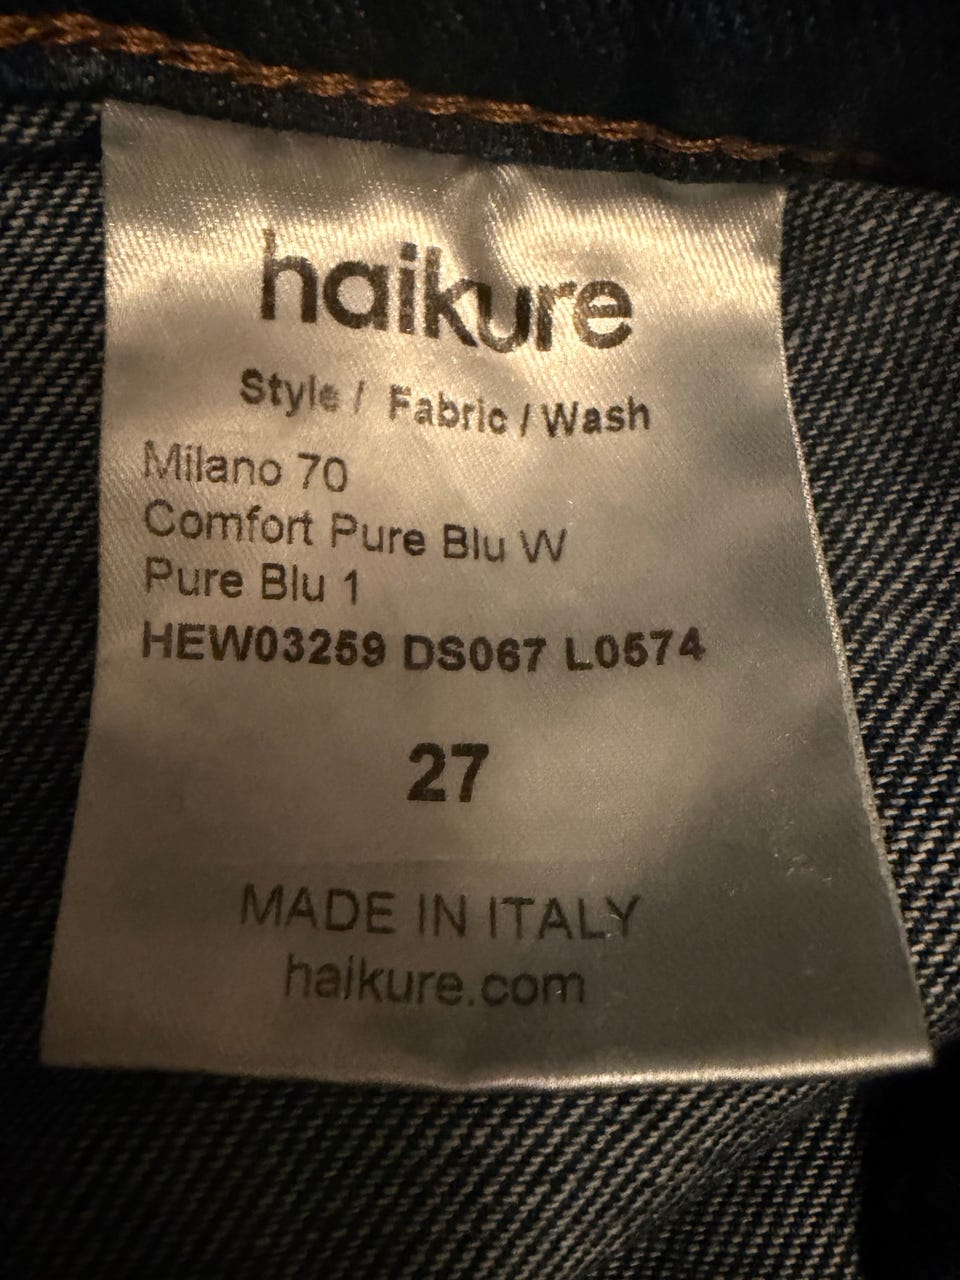 haikure
Style / Fabric / Wash
Milano 70
Comfort Pure Blu W
Pure Blu 1
HEW03259 DS067 L0574
27
MADE IN ITALY
haikure.com